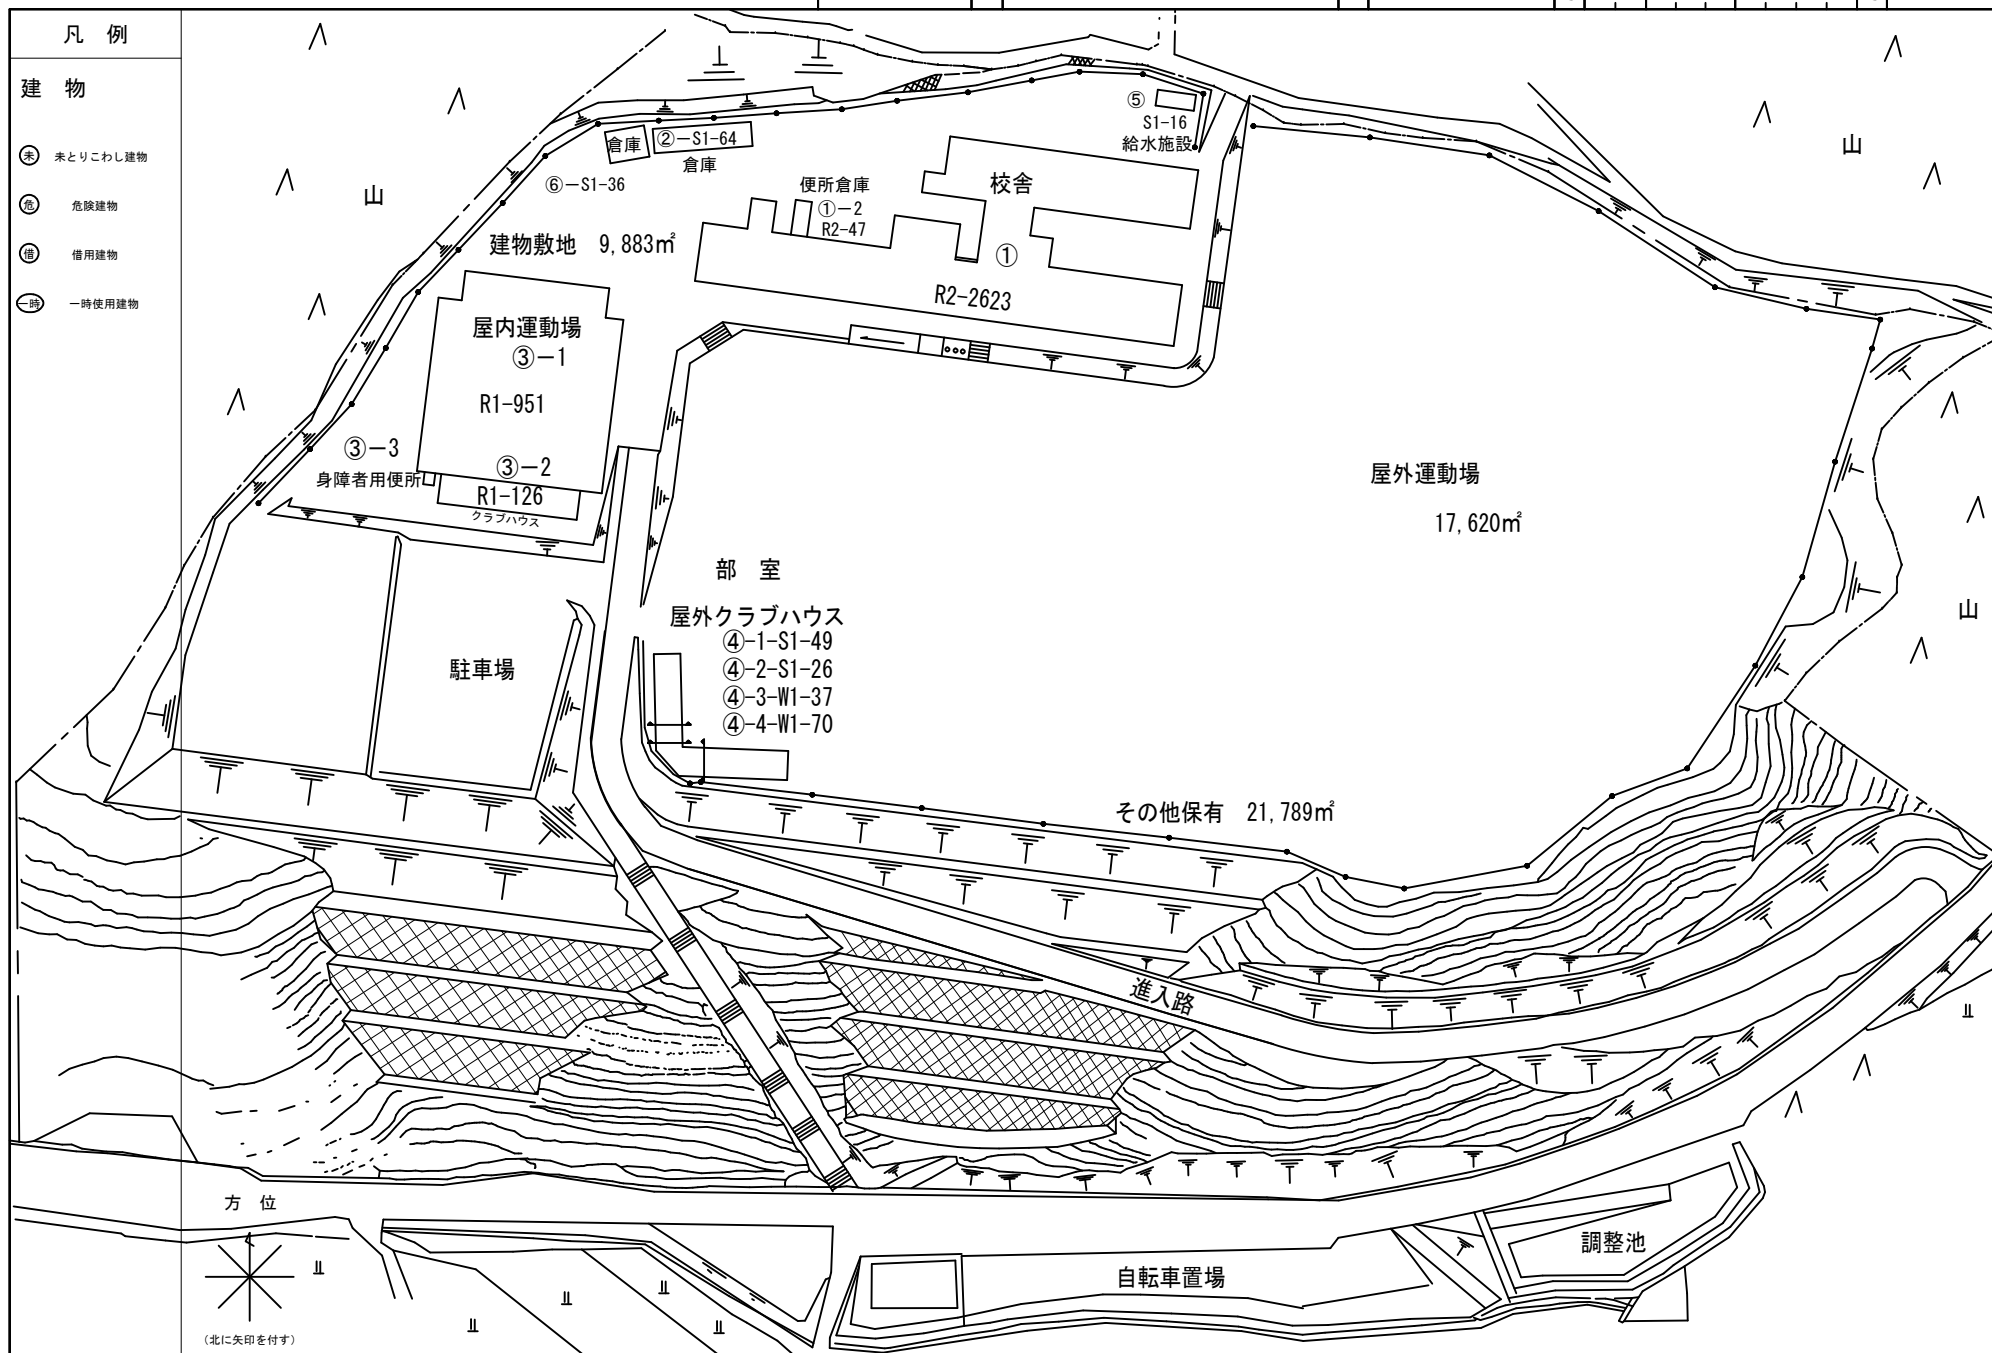 凡 例
建 物
未 未とりこわし建物
危 危険建物
借 借用建物
一時 一時使用建物
山
山
山
倉庫
②-S1-64
倉庫
⑥-S1-36
⑤
S1-16
給水施設
便所倉庫
①-2
R2-47
校舎
①
R2-2623
建物敷地 9,883㎡
屋内運動場
③-1
R1-951
③-3
身障者用便所
③-2
R1-126
クラブハウス
屋外運動場
17,620㎡
部 室
屋外クラブハウス
④-1-S1-49
④-2-S1-26
④-3-W1-37
④-4-W1-70
駐車場
その他保有 21,789㎡
進入路
方 位
(北に矢印を付す)
自転車置場
調整池